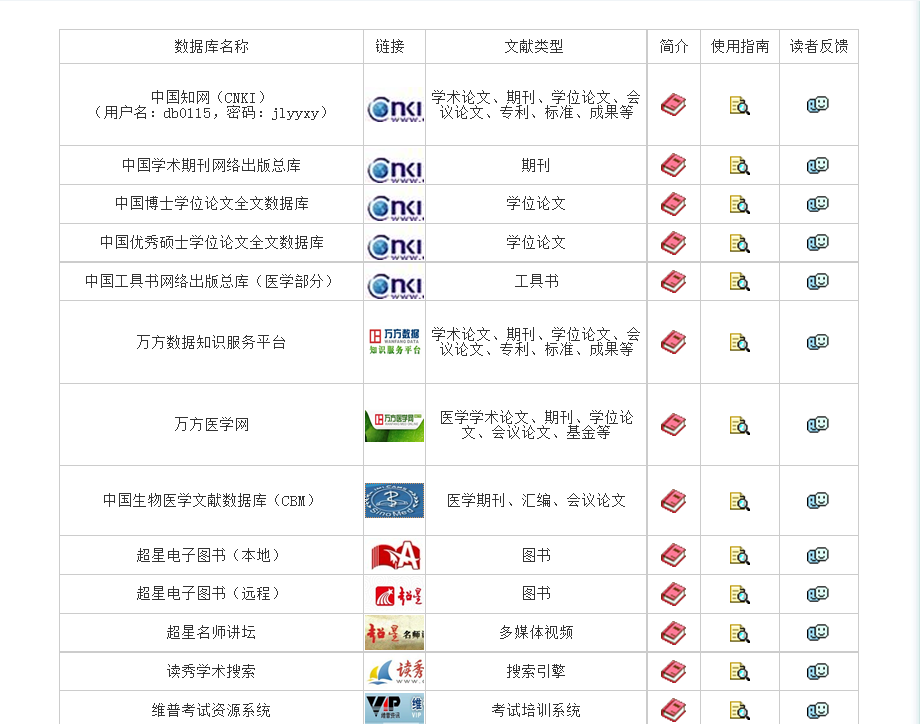 数据库名称 链接 文献类型 简介 使用指南 读者反馈
中国知网（CNKI）
（用户名：db0115，密码：jlyyxy）
CNKI
WWW.
学术论文、期刊、学位论文、会
议论文、专利、标准、成果等
中国学术期刊网络出版总库 CNKI WWW. 期刊
中国博士学位论文全文数据库 CNKI WWW. 学位论文
中国优秀硕士学位论文全文数据库 CNKI WWW. 学位论文
中国工具书网络出版总库（医学部分） CNKI WWW. 工具书
万方数据知识服务平台
万方数据
WANFANG DATA
知识服务平台
学术论文、期刊、学位论文、会
议论文、专利、标准、成果等
万方医学网
万方医学网
医学学术论文、期刊、学位论
文、会议论文、基金等
中国生物医学文献数据库（CBM） SinoMed 医学期刊、汇编、会议论文
超星电子图书（本地） 图书
超星电子图书（远程） 超星 图书
超星名师讲坛 超星 名师 多媒体视频
读秀学术搜索 读秀 搜索引擎
维普考试资源系统 VIP 维普资讯 维 VIP 考试培训系统